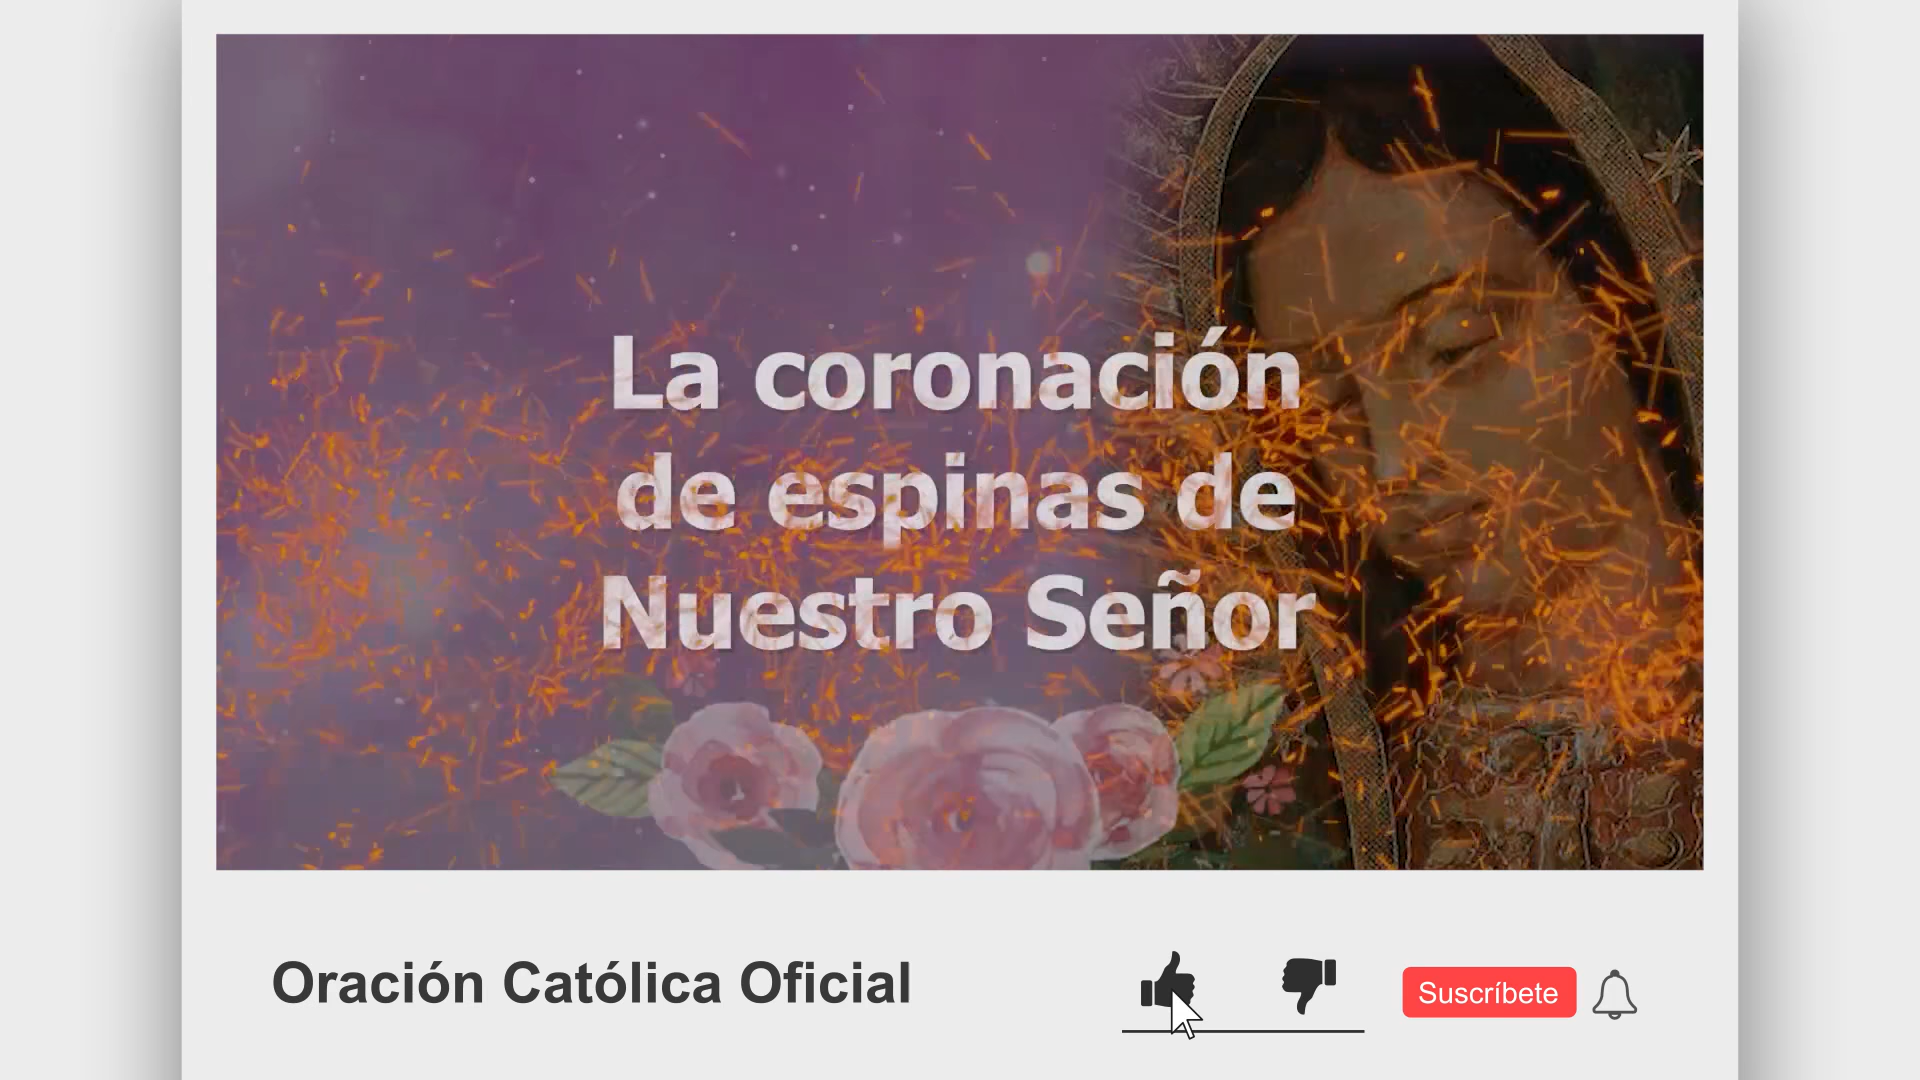 La coronación
de espinas de
Nuestro Señor
Oración Católica Oficial
Suscríbete